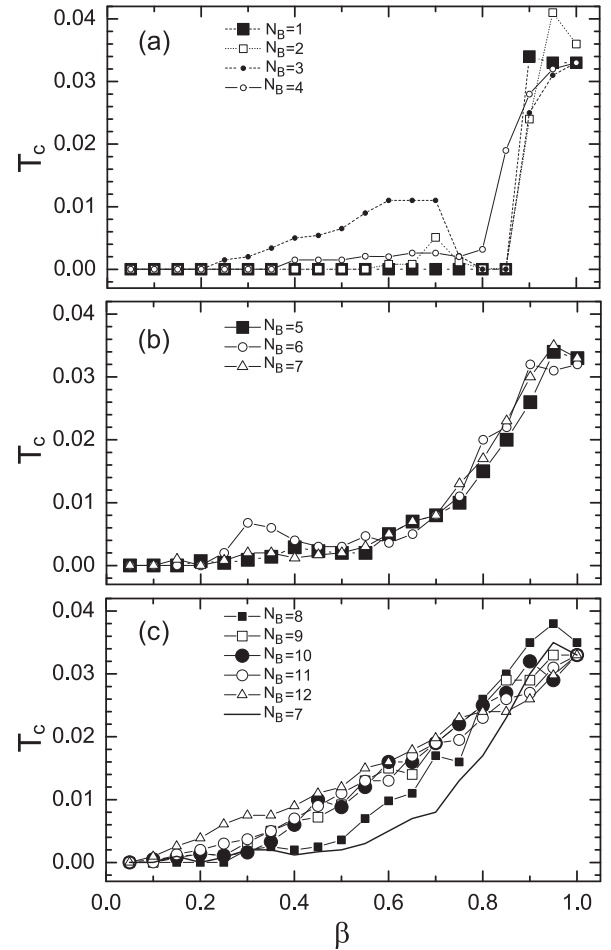 (a)
N_B=1
N_B=2
N_B=3
N_B=4
0.04
0.03
0.02
0.01
0.00
T_c
(b)
N_B=5
N_B=6
N_B=7
0.04
0.03
0.02
0.01
0.00
T_c
(c)
N_B=8
N_B=9
N_B=10
N_B=11
N_B=12
N_B=7
0.04
0.03
0.02
0.01
0.00
T_c
0.0 0.2 0.4 0.6 0.8 1.0
β